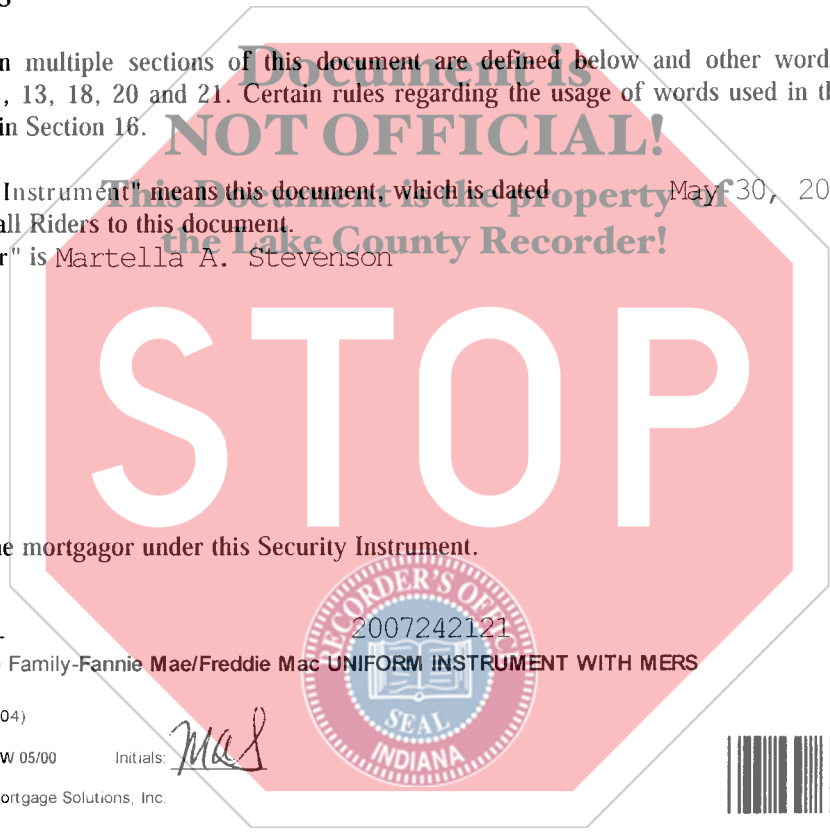 S
n multiple sections of this document are defined below and other word
Document is
, 13, 18, 20 and 21. Certain rules regarding the usage of words used in th
in Section 16.
NOT OFFICIAL!
Instrument" means this document, which is dated May 30, 20
This Document is the property of
all Riders to this document.
the Lake County Recorder!
r" is Martella A. Stevenson
STOP
e mortgagor under this Security Instrument.
RECORDER'S OFFICE
2007242121
Family-Fannie Mae/Freddie Mac UNIFORM INSTRUMENT WITH MERS
04)
SEAL
W 05/00 Initials: MAS
INDIANA
ortgage Solutions, Inc.